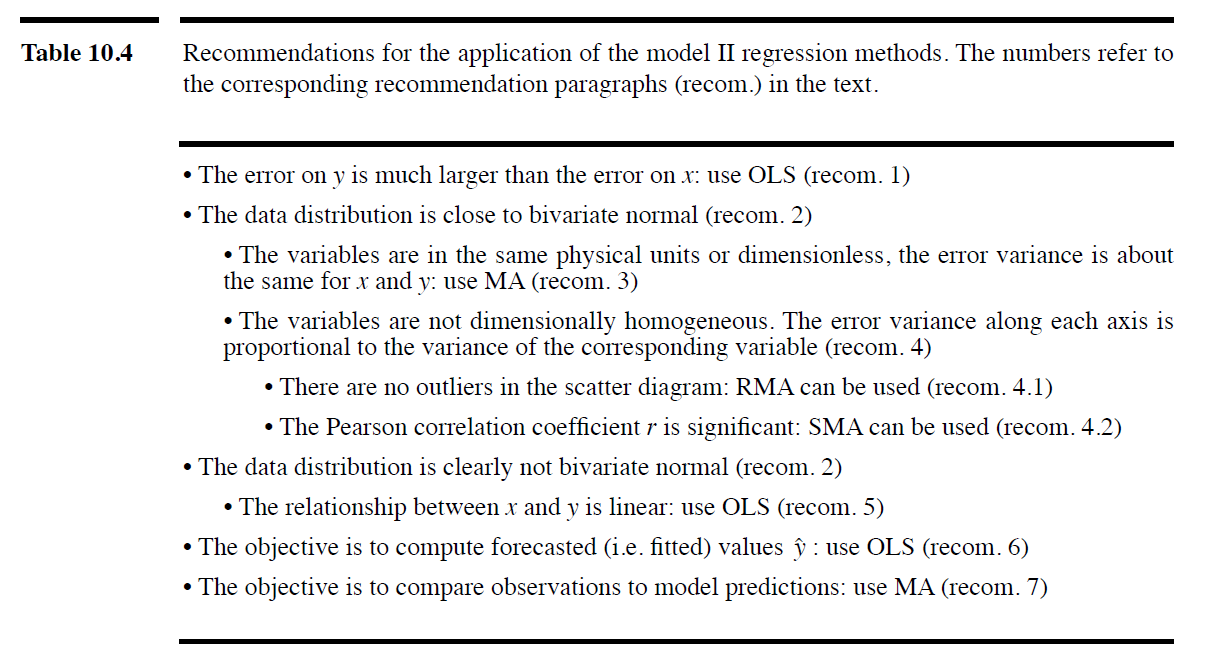 Table 10.4 Recommendations for the application of the model II regression methods. The numbers refer to
the corresponding recommendation paragraphs (recom.) in the text.
• The error on y is much larger than the error on x: use OLS (recom. 1)
• The data distribution is close to bivariate normal (recom. 2)
• The variables are in the same physical units or dimensionless, the error variance is about
the same for x and y: use MA (recom. 3)
• The variables are not dimensionally homogeneous. The error variance along each axis is
proportional to the variance of the corresponding variable (recom. 4)
• There are no outliers in the scatter diagram: RMA can be used (recom. 4.1)
• The Pearson correlation coefficient r is significant: SMA can be used (recom. 4.2)
• The data distribution is clearly not bivariate normal (recom. 2)
• The relationship between x and y is linear: use OLS (recom. 5)
• The objective is to compute forecasted (i.e. fitted) values ŷ : use OLS (recom. 6)
• The objective is to compare observations to model predictions: use MA (recom. 7)